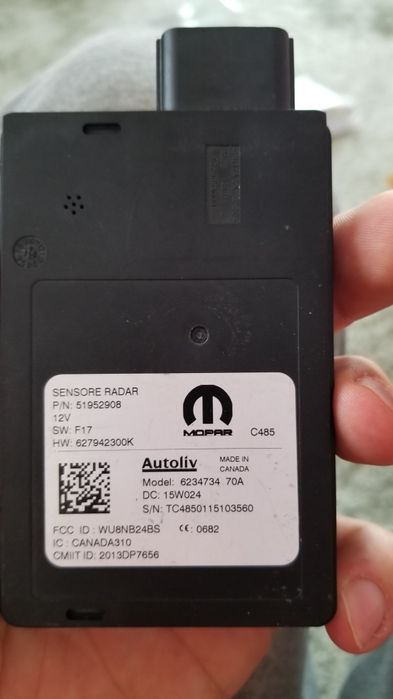 SENSORE RADAR
P/N: 51952908
12V
SW: F17
HW: 627942300K
MOPAR
C485
Autoliv
MADE IN
CANADA
Model: 6234734 70A
DC: 15W024
S/N: TC4850115103560
FCC ID: WU8NB24BS CE: 0682
IC: CANADA310
CMIIT ID: 2013DP7656